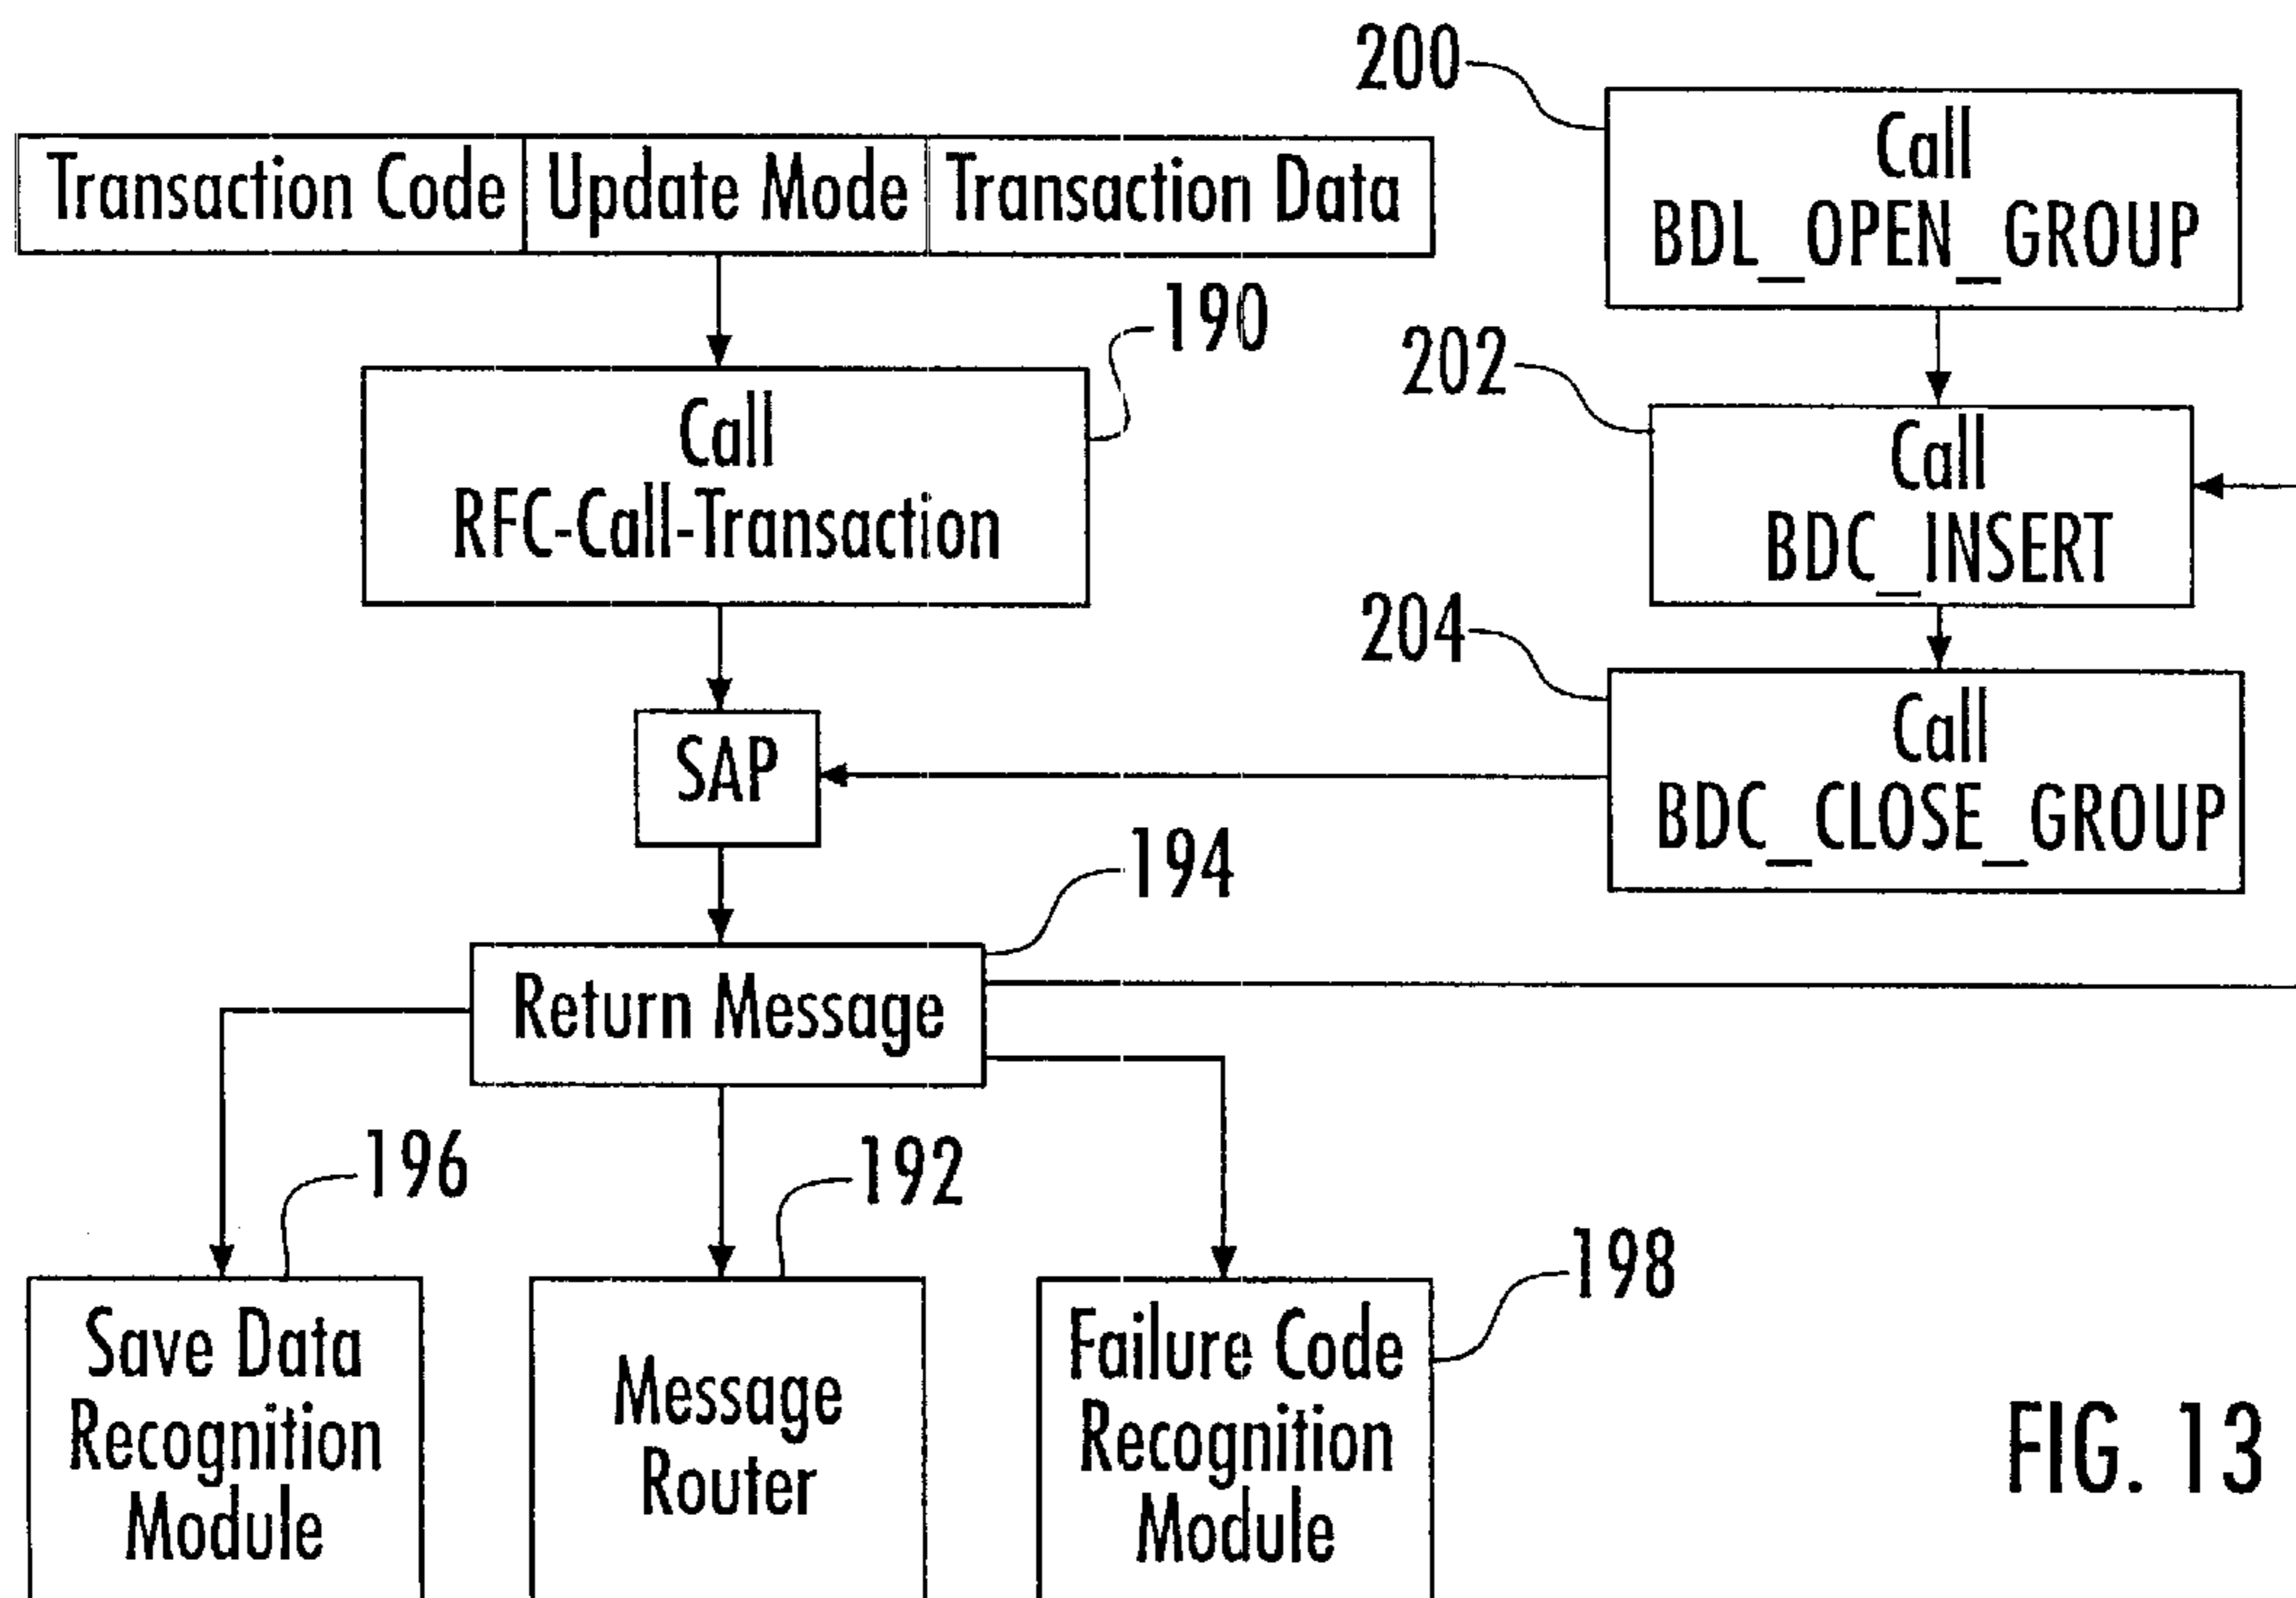 200
Call
BDL_OPEN_GROUP
Transaction Code Update Mode Transaction Data
190
Call
RFC-Call-Transaction
202
Call
BDC_INSERT
204
Call
BDC_CLOSE_GROUP
SAP
194
Return Message
196
192
198
Save Data
Recognition
Module
Message
Router
Failure Code
Recognition
Module
FIG. 13